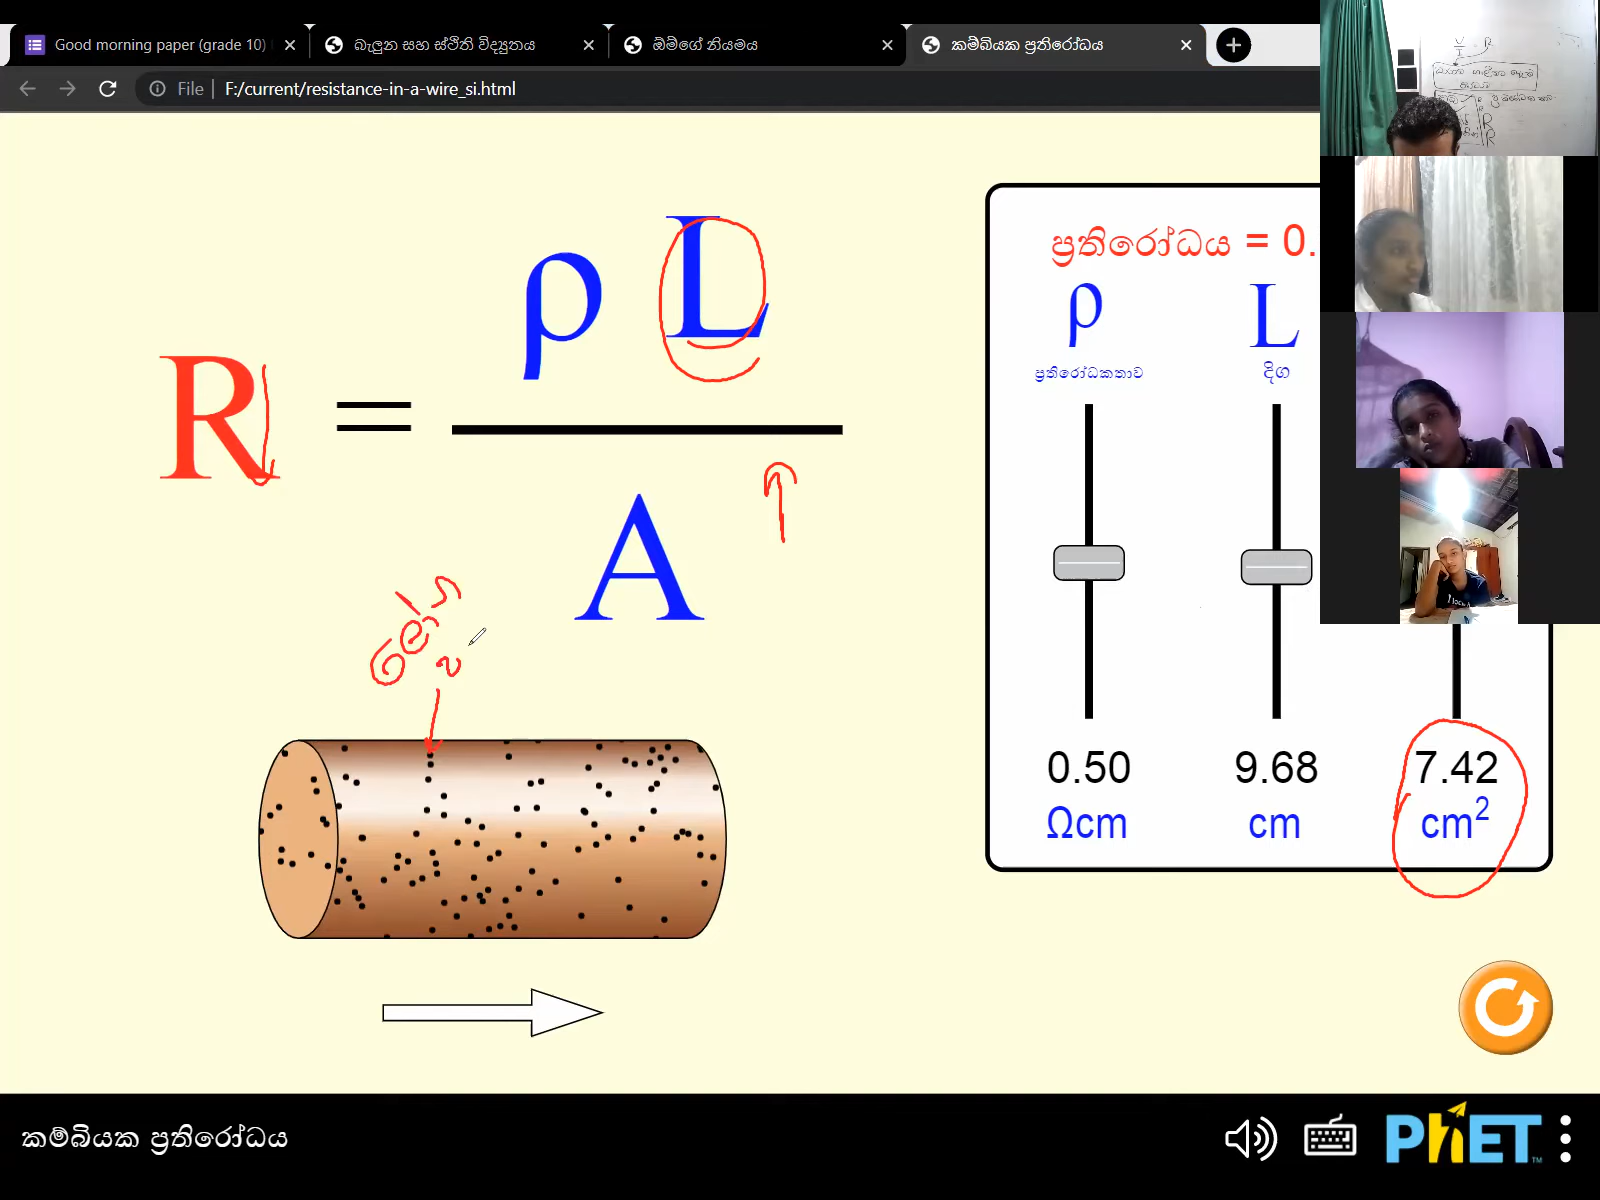 Good morning paper (grade 10)
බැලුන සහ ස්ථිති විද්‍යුතය
ඕම්ගේ නියමය
කම්බියක ප්‍රතිරෝධය
File
F:/current/resistance-in-a-wire_si.html
R = ρ L
A
ප්‍රතිරෝධය = 0.
ρ L
ප්‍රතිරෝධකතාව දිග
0.50 9.68 7.42
Ωcm cm cm²
කම්බියක ප්‍රතිරෝධය
PhET